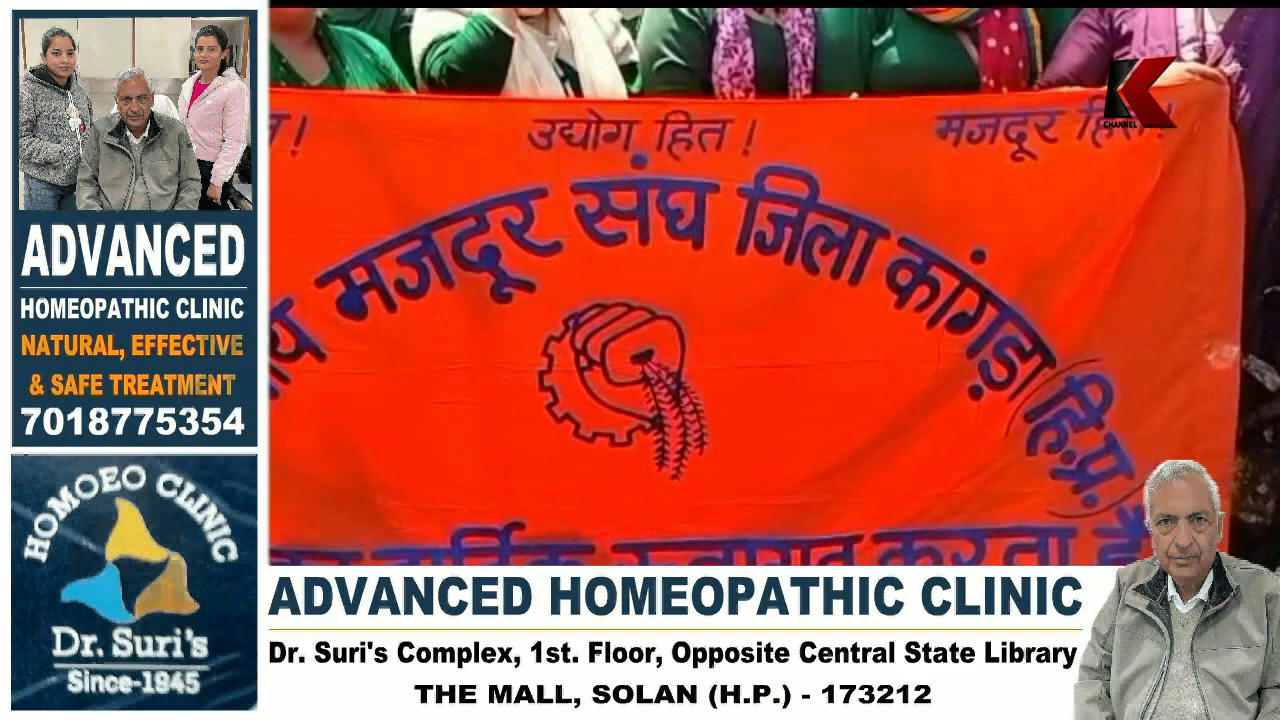 ADVANCED
HOMEOPATHIC CLINIC
NATURAL, EFFECTIVE
& SAFE TREATMENT
7018775354
HOMOEO CLINIC
Dr. Suri's
Since-1945
उद्योग हित !
मजदूर
मजदूर संघ जिला कांगड़ा (हि.प्र.)
स्वागत करता है
K
CHANNEL
ADVANCED HOMEOPATHIC CLINIC
Dr. Suri's Complex, 1st. Floor, Opposite Central State Library
THE MALL, SOLAN (H.P.) - 173212